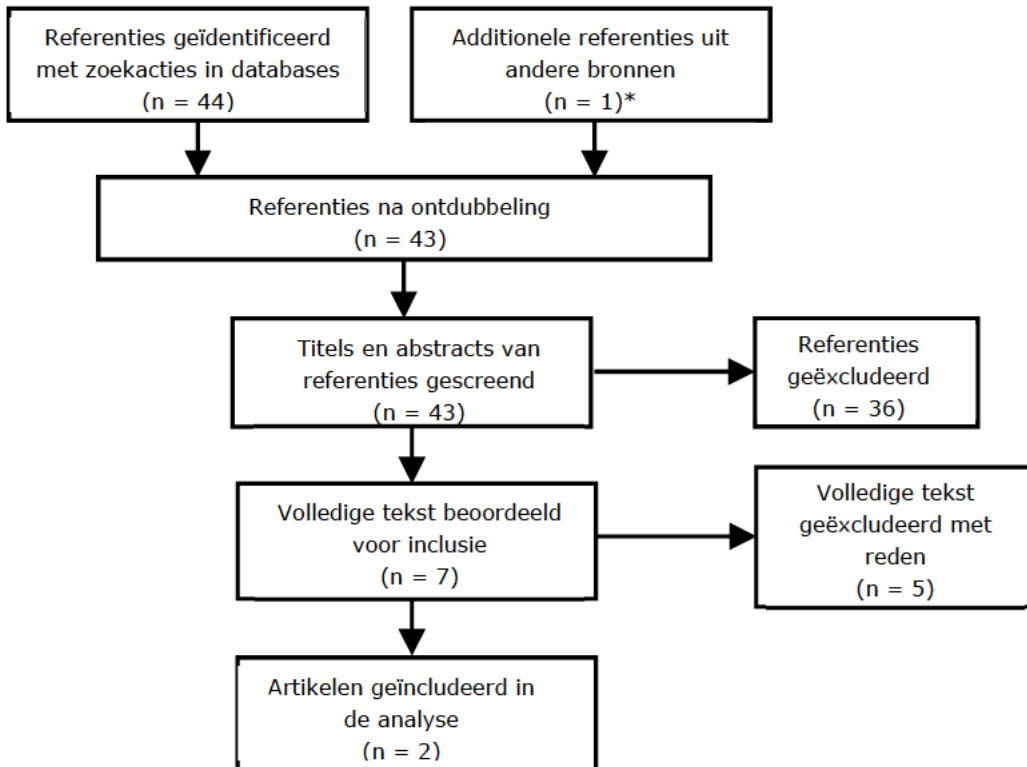 Referenties geïdentificeerd
met zoekacties in databases
(n = 44)
Additionele referenties uit
andere bronnen
(n = 1)*
Referenties na ontdubbeling
(n = 43)
Titels en abstracts van
referenties gescreend
(n = 43)
Referenties
geëxcludeerd
(n = 36)
Volledige tekst beoordeeld
voor inclusie
(n = 7)
Volledige tekst
geëxcludeerd met
reden
(n = 5)
Artikelen geïncludeerd in
de analyse
(n = 2)